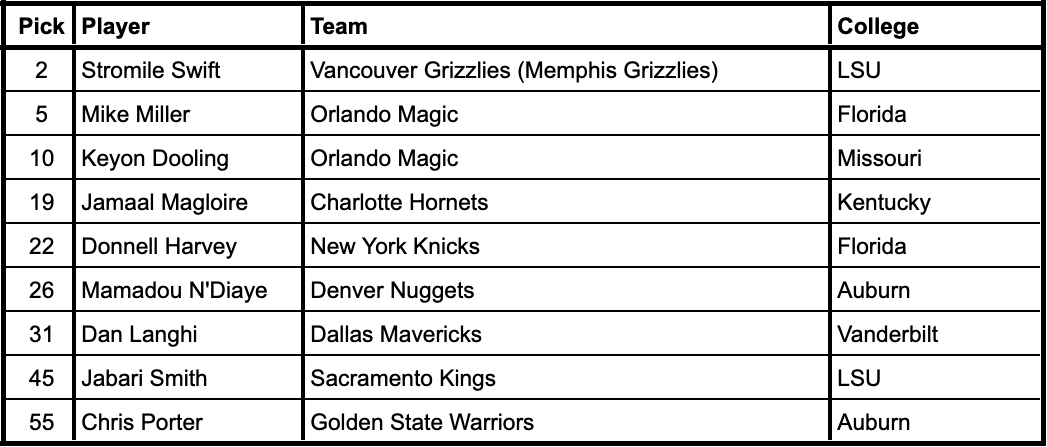 Pick Player Team College
2 Stromile Swift Vancouver Grizzlies (Memphis Grizzlies) LSU
5 Mike Miller Orlando Magic Florida
10 Keyon Dooling Orlando Magic Missouri
19 Jamaal Magloire Charlotte Hornets Kentucky
22 Donnell Harvey New York Knicks Florida
26 Mamadou N'Diaye Denver Nuggets Auburn
31 Dan Langhi Dallas Mavericks Vanderbilt
45 Jabari Smith Sacramento Kings LSU
55 Chris Porter Golden State Warriors Auburn